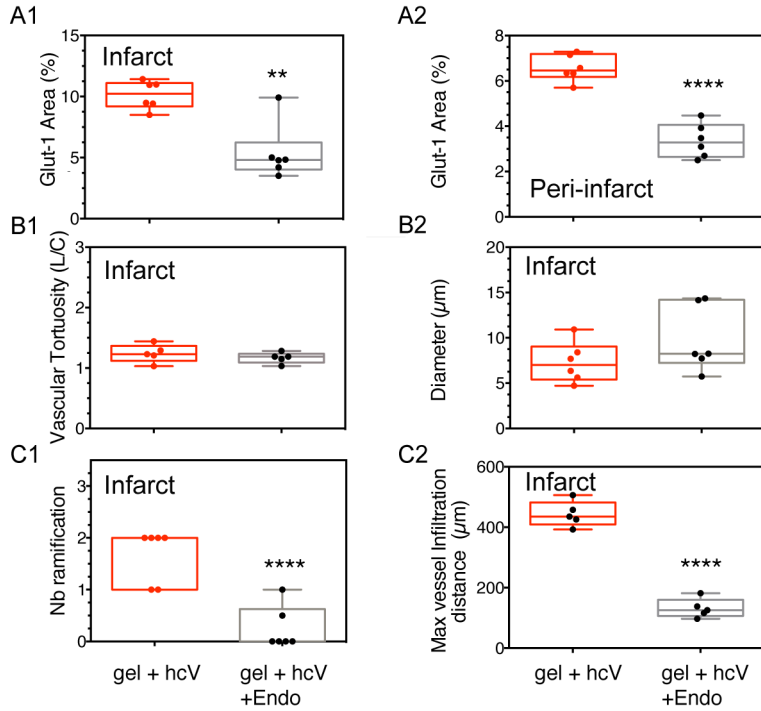 A1
Infarct
**
Glut-1 Area (%)
15
10
5
0
A2
****
Peri-infarct
Glut-1 Area (%)
8
6
4
2
0
B1
Infarct
Vascular Tortuosity (L/C)
3
2
1
0
B2
Infarct
Diameter (µm)
20
15
10
5
0
C1
Infarct
****
Nb ramification
3
2
1
0
gel + hcV
gel + hcV
+Endo
C2
Infarct
****
Max vessel Infiltration
distance (µm)
600
400
200
0
gel + hcV
gel + hcV
+Endo